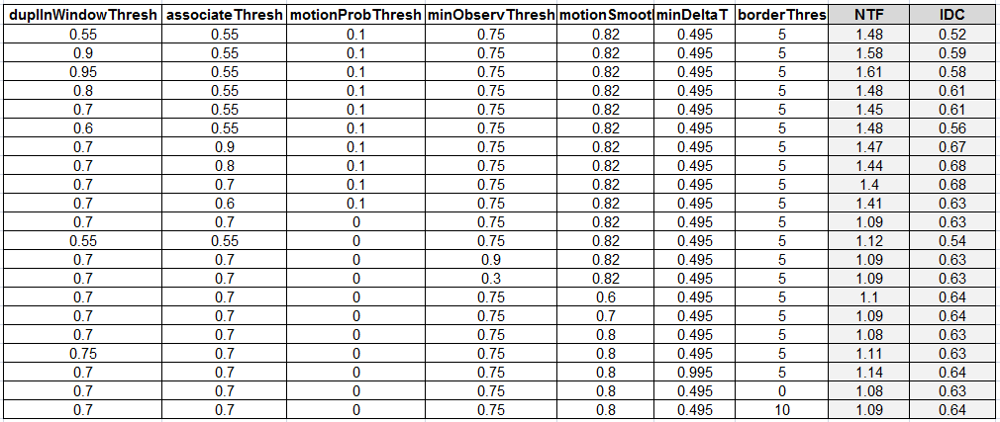 duplInWindowThresh associateThresh motionProbThresh minObservThresh motionSmoot minDeltaT borderThres NTF IDC
0.55 0.55 0.1 0.75 0.82 0.495 5 1.48 0.52
0.9 0.55 0.1 0.75 0.82 0.495 5 1.58 0.59
0.95 0.55 0.1 0.75 0.82 0.495 5 1.61 0.58
0.8 0.55 0.1 0.75 0.82 0.495 5 1.48 0.61
0.7 0.55 0.1 0.75 0.82 0.495 5 1.45 0.61
0.6 0.55 0.1 0.75 0.82 0.495 5 1.48 0.56
0.7 0.9 0.1 0.75 0.82 0.495 5 1.47 0.67
0.7 0.8 0.1 0.75 0.82 0.495 5 1.44 0.68
0.7 0.7 0.1 0.75 0.82 0.495 5 1.4 0.68
0.7 0.6 0.1 0.75 0.82 0.495 5 1.41 0.63
0.7 0.7 0 0.75 0.82 0.495 5 1.09 0.63
0.55 0.55 0 0.75 0.82 0.495 5 1.12 0.54
0.7 0.7 0 0.9 0.82 0.495 5 1.09 0.63
0.7 0.7 0 0.3 0.82 0.495 5 1.09 0.63
0.7 0.7 0 0.75 0.6 0.495 5 1.1 0.64
0.7 0.7 0 0.75 0.7 0.495 5 1.09 0.64
0.7 0.7 0 0.75 0.8 0.495 5 1.08 0.63
0.75 0.7 0 0.75 0.8 0.495 5 1.11 0.63
0.7 0.7 0 0.75 0.8 0.995 5 1.14 0.64
0.7 0.7 0 0.75 0.8 0.495 0 1.08 0.63
0.7 0.7 0 0.75 0.8 0.495 10 1.09 0.64